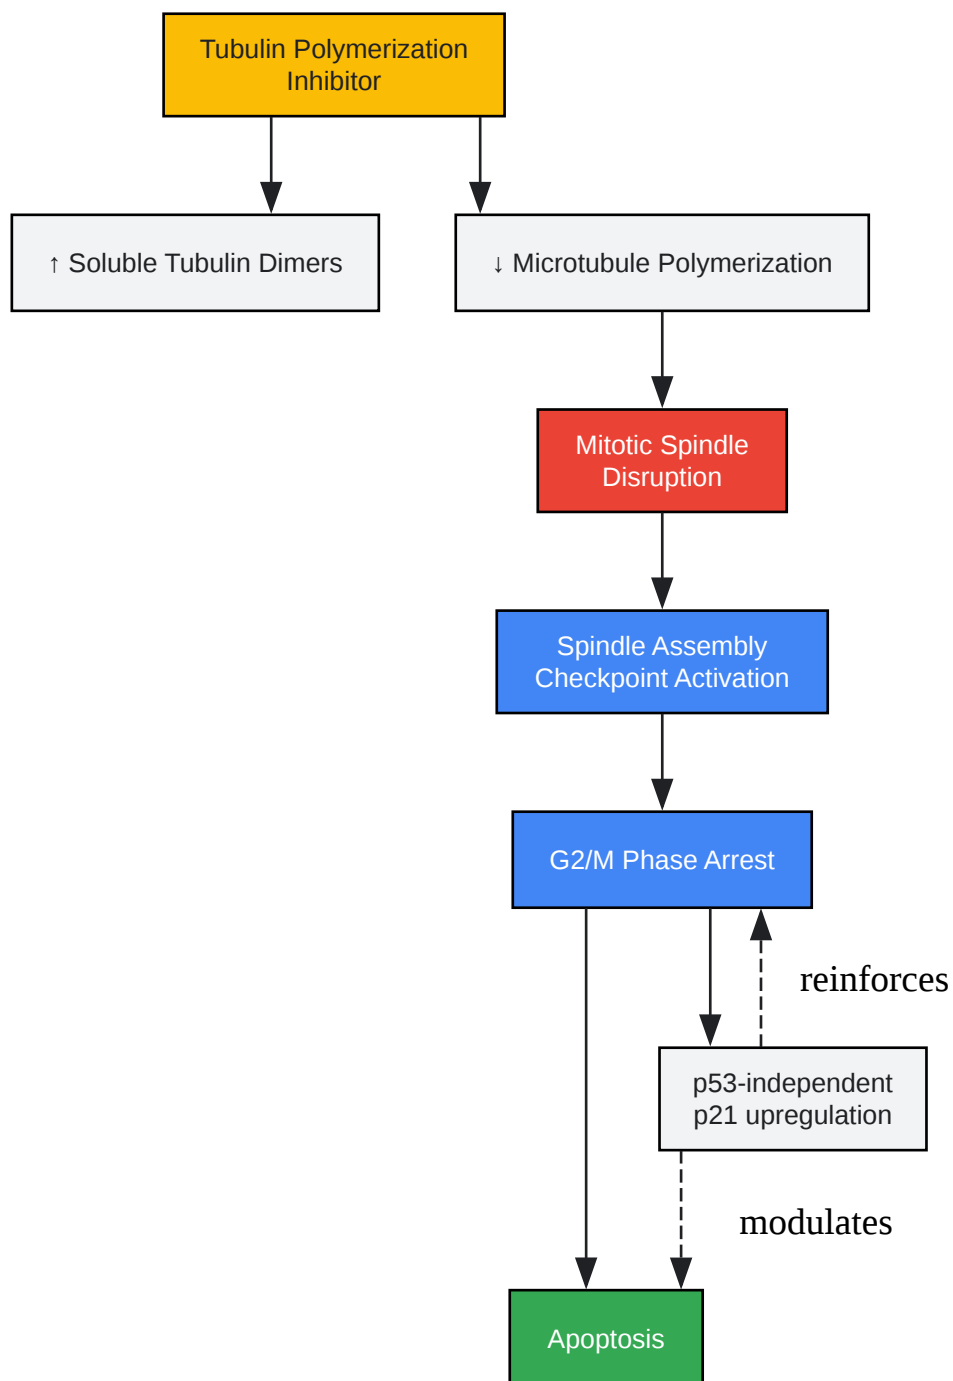 Tubulin Polymerization
Inhibitor
↑ Soluble Tubulin Dimers
↓ Microtubule Polymerization
Mitotic Spindle
Disruption
Spindle Assembly
Checkpoint Activation
G2/M Phase Arrest
reinforces
p53-independent
p21 upregulation
modulates
Apoptosis